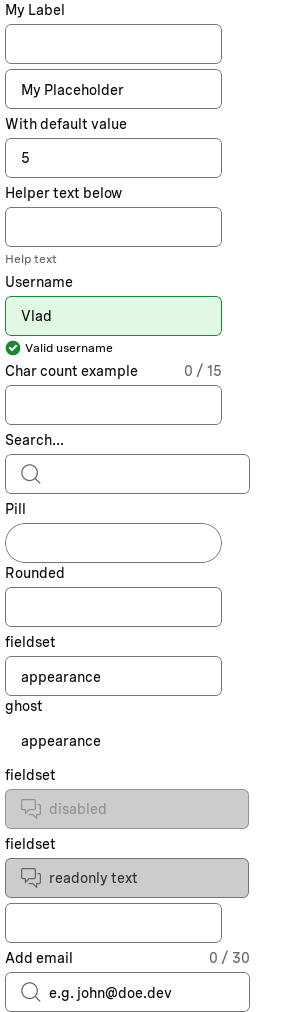 My Label
My Placeholder
With default value
5
Helper text below
Help text
Username
Vlad
Valid username
Char count example 0 / 15
Search...
Pill
Rounded
fieldset
appearance
ghost
appearance
fieldset
disabled
fieldset
readonly text
Add email 0 / 30
e.g. john@doe.dev